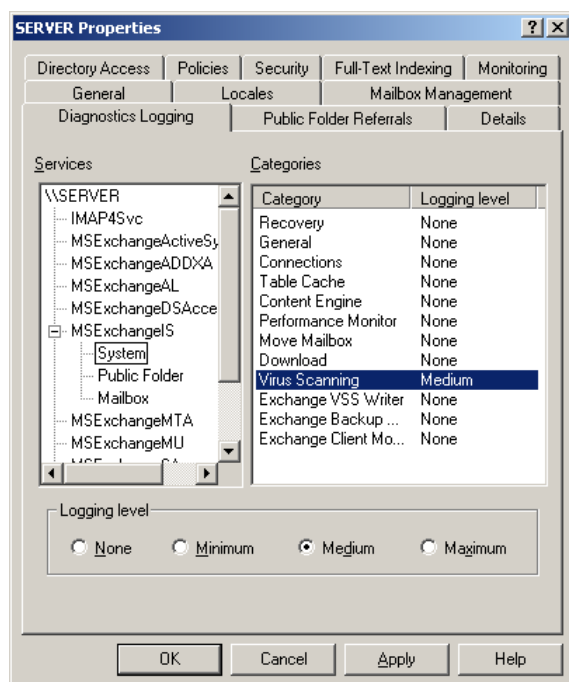 SERVER Properties
Directory Access Policies Security Full-Text Indexing Monitoring
General Locales Mailbox Management
Diagnostics Logging Public Folder Referrals Details
Services Categories
\\SERVER
IMAP4Svc
MSExchangeActiveSy
MSExchangeADDXA
MSExchangeAL
MSExchangeDSAcce
MSExchangeIS
System
Public Folder
Mailbox
MSExchangeMTA
MSExchangeMU
Category Logging level
Recovery None
General None
Connections None
Table Cache None
Content Engine None
Performance Monitor None
Move Mailbox None
Download None
Virus Scanning Medium
Exchange VSS Writer None
Exchange Backup ... None
Exchange Client Mo... None
Logging level
None Minimum Medium Maximum
OK Cancel Apply Help